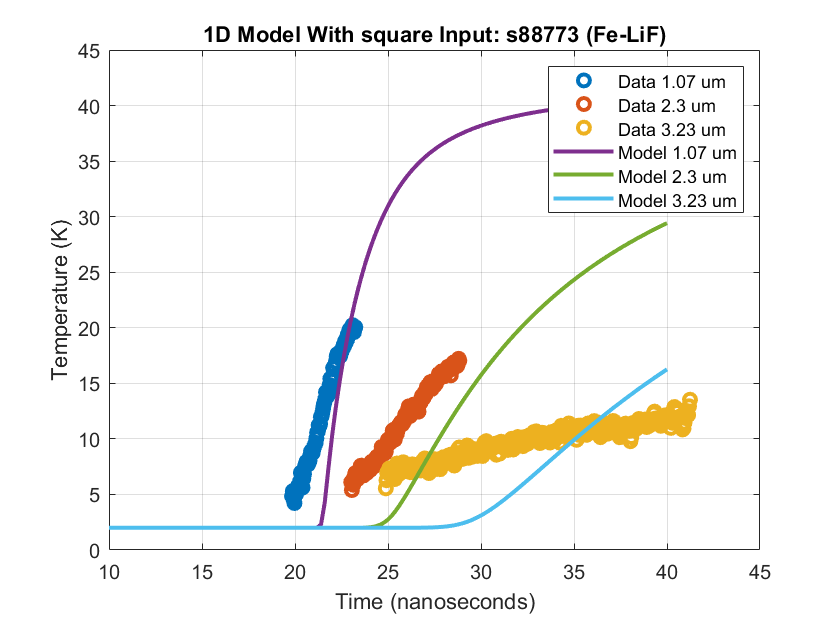 1D Model With square Input: s88773 (Fe-LiF)
45
40
35
30
25
20
15
10
5
0
Temperature (K)
Data 1.07 um
Data 2.3 um
Data 3.23 um
Model 1.07 um
Model 2.3 um
Model 3.23 um
10 15 20 25 30 35 40 45
Time (nanoseconds)